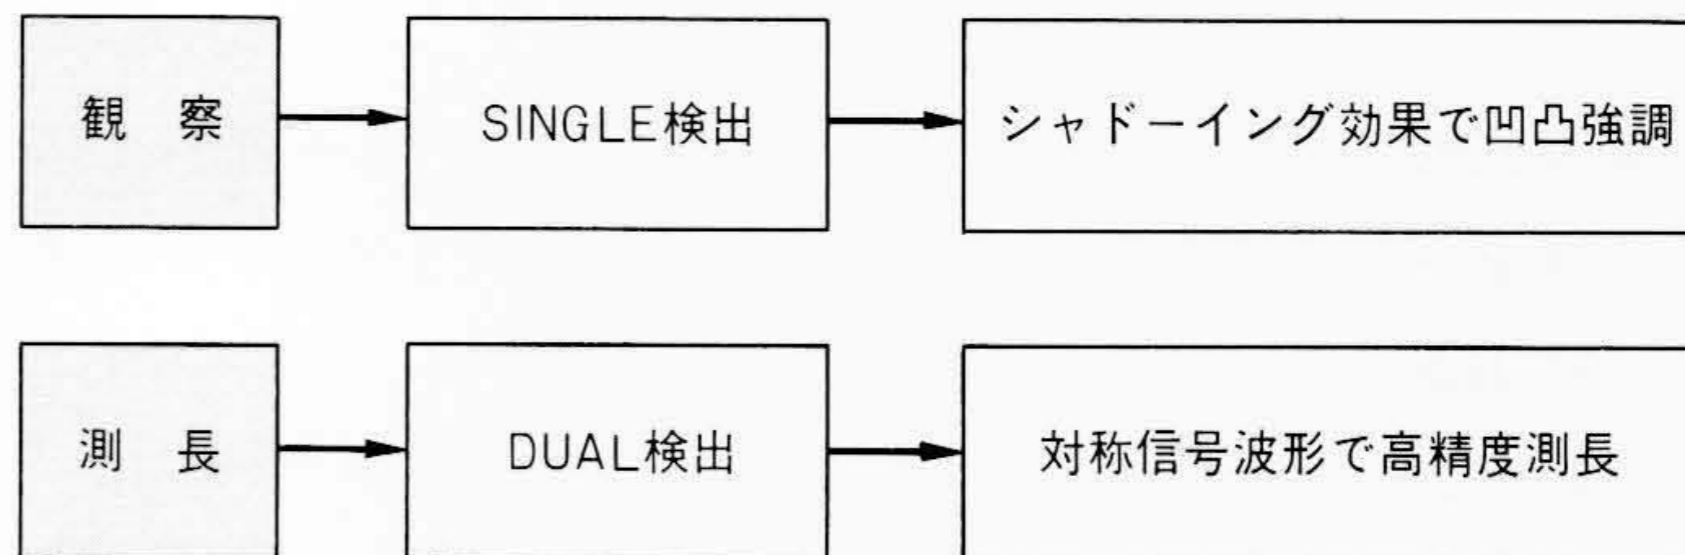 観 察
SINGLE検出
シャドーイング効果で凹凸強調
測 長
DUAL検出
対称信号波形で高精度測長